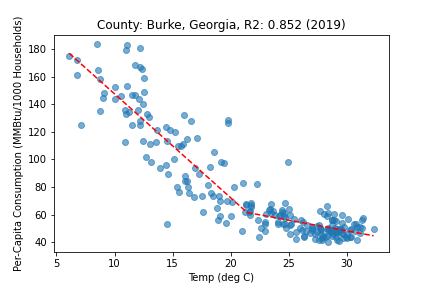 County: Burke, Georgia, R2: 0.852 (2019)
Per-Capita Consumption (MMBtu/1000 Households)
180
160
140
120
100
80
60
40
5 10 15 20 25 30
Temp (deg C)